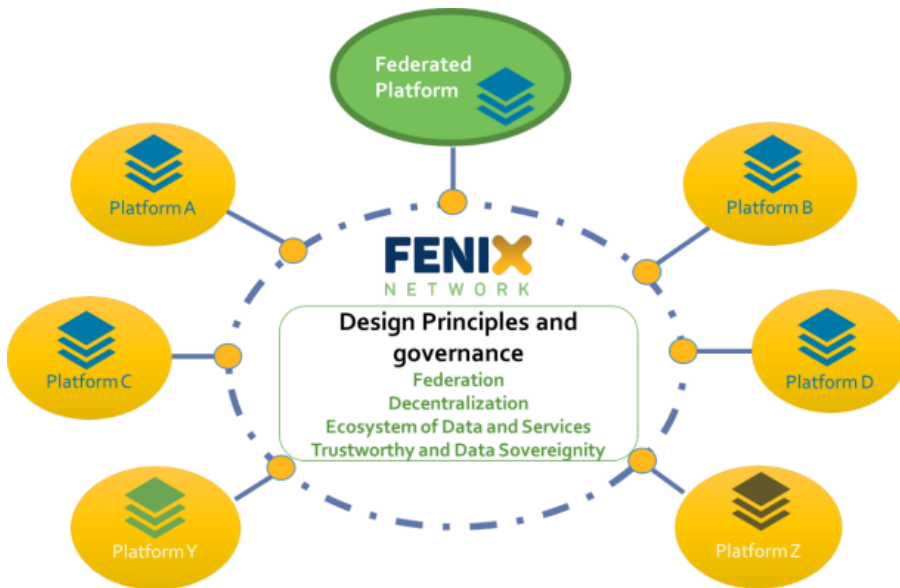 Federated
Platform
Platform A
Platform B
FENIX
NETWORK
Design Principles and
governance
Federation
Decentralization
Ecosystem of Data and Services
Trustworthy and Data Sovereignity
Platform C
Platform D
Platform Y
Platform Z